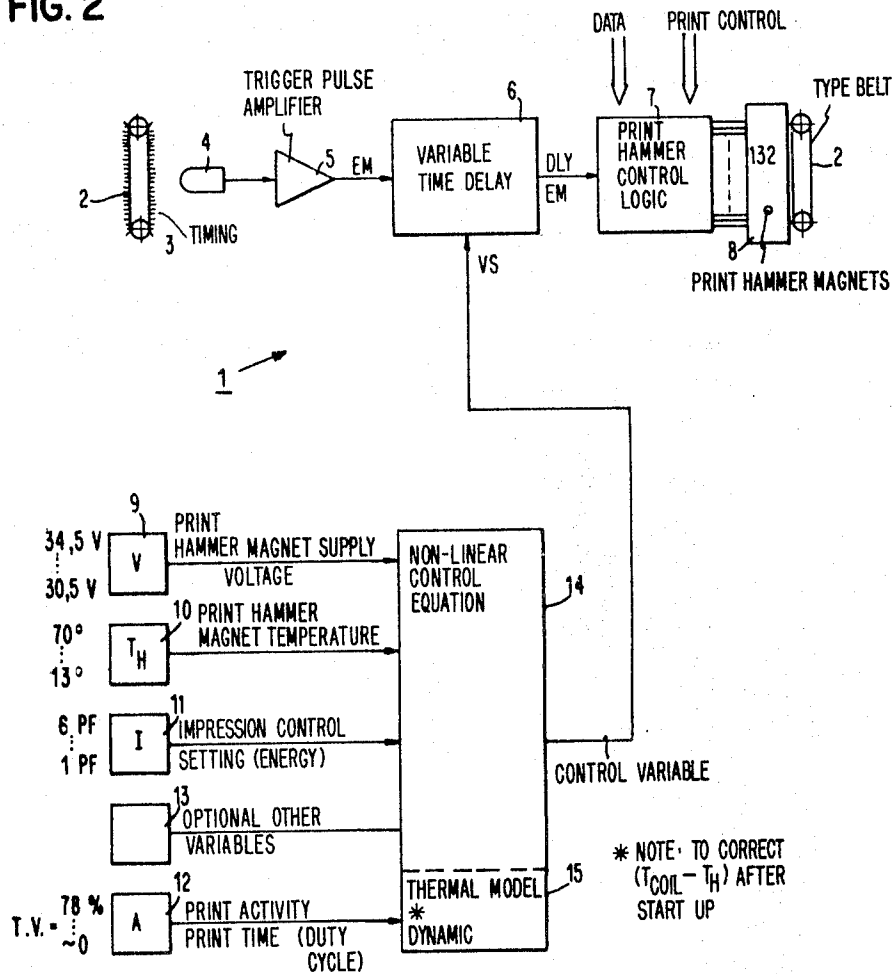 FIG. 2
DATA
PRINT CONTROL
TRIGGER PULSE
AMPLIFIER
TYPE BELT
4
5
EM
6
VARIABLE
TIME DELAY
DLY
EM
7
PRINT
HAMMER
CONTROL
LOGIC
132
2
8
PRINT HAMMER MAGNETS
2
3
TIMING
VS
1
34,5 V
30,5 V
9
V
PRINT
HAMMER MAGNET SUPPLY
VOLTAGE
NON-LINEAR
CONTROL
EQUATION
14
70°
13°
10
T_H
PRINT HAMMER
MAGNET TEMPERATURE
6 PF
1 PF
11
I
IMPRESSION CONTROL
SETTING (ENERGY)
CONTROL VARIABLE
13
OPTIONAL OTHER
VARIABLES
T.V. = 78 %
~0
12
A
PRINT ACTIVITY
PRINT TIME (DUTY
CYCLE)
THERMAL MODEL
*
DYNAMIC
15
* NOTE· TO CORRECT
(T_COIL - T_H) AFTER
START UP